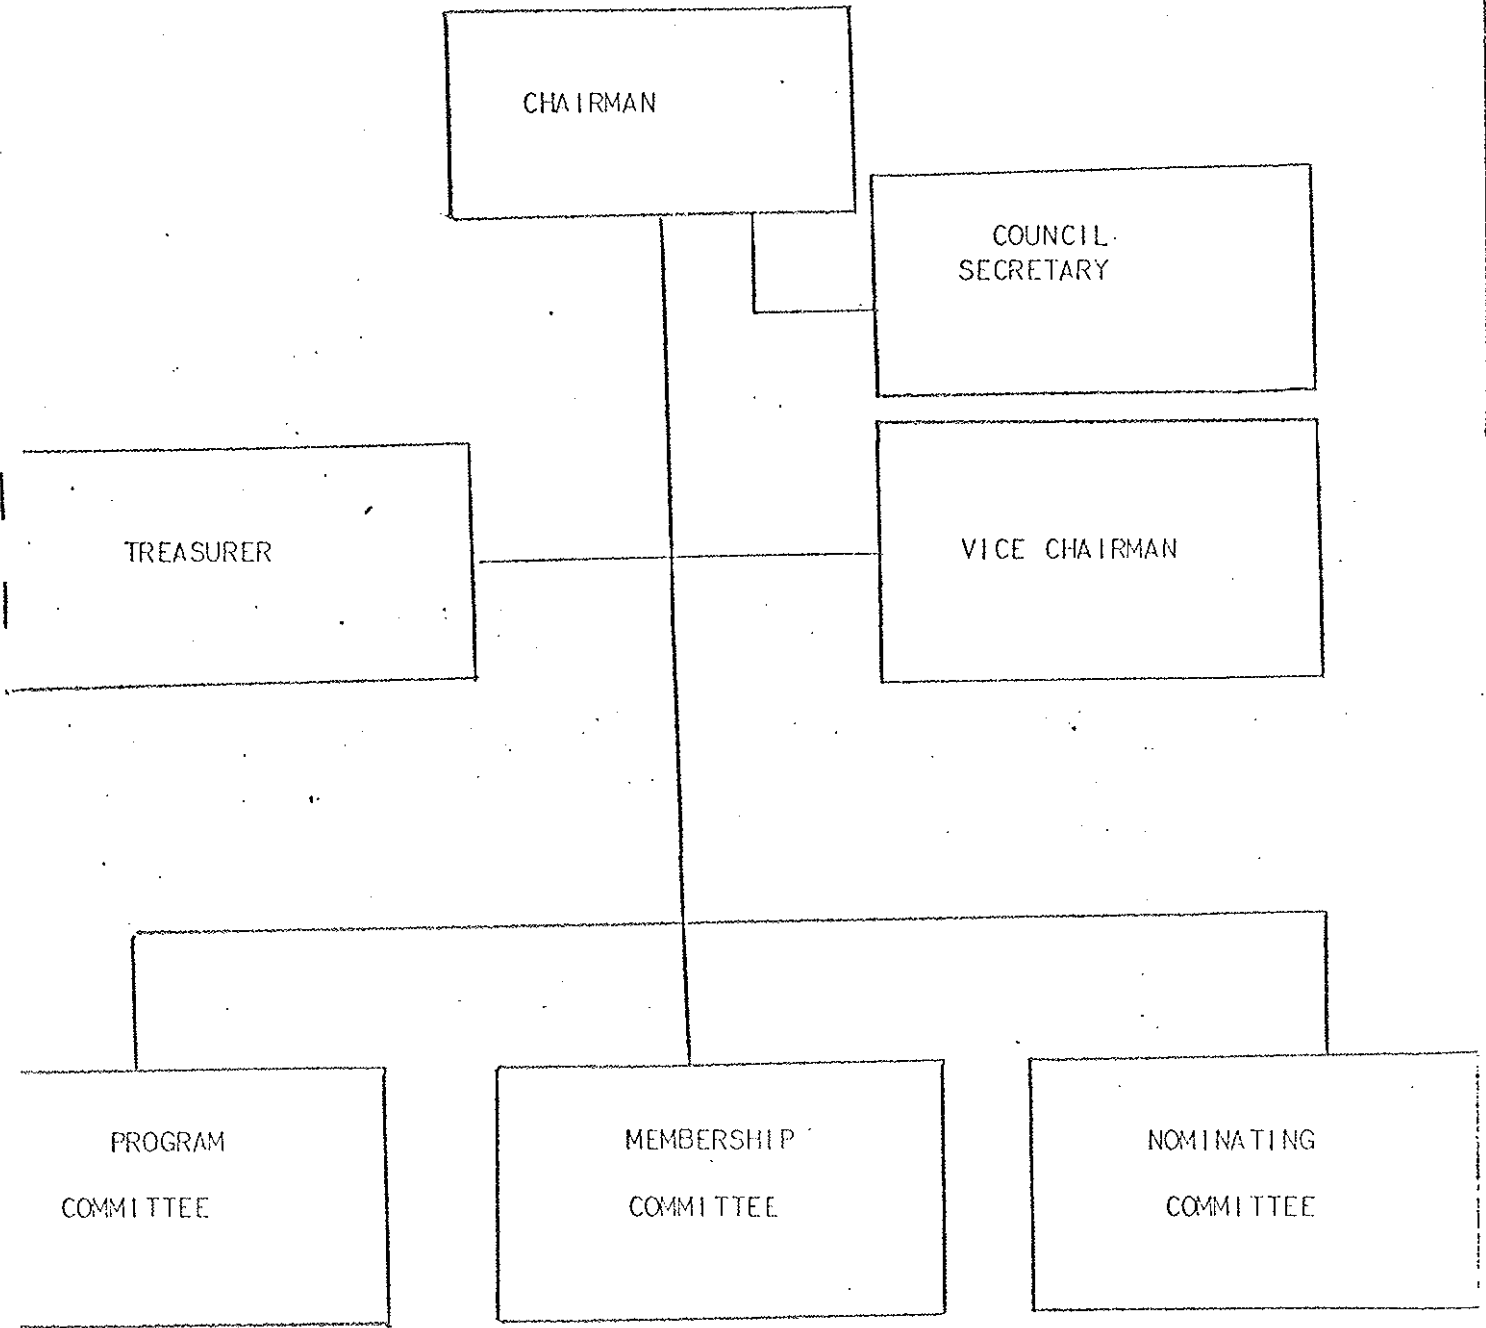 CHAIRMAN
COUNCIL
SECRETARY
TREASURER
VICE CHAIRMAN
PROGRAM
COMMITTEE
MEMBERSHIP
COMMITTEE
NOMINATING
COMMITTEE